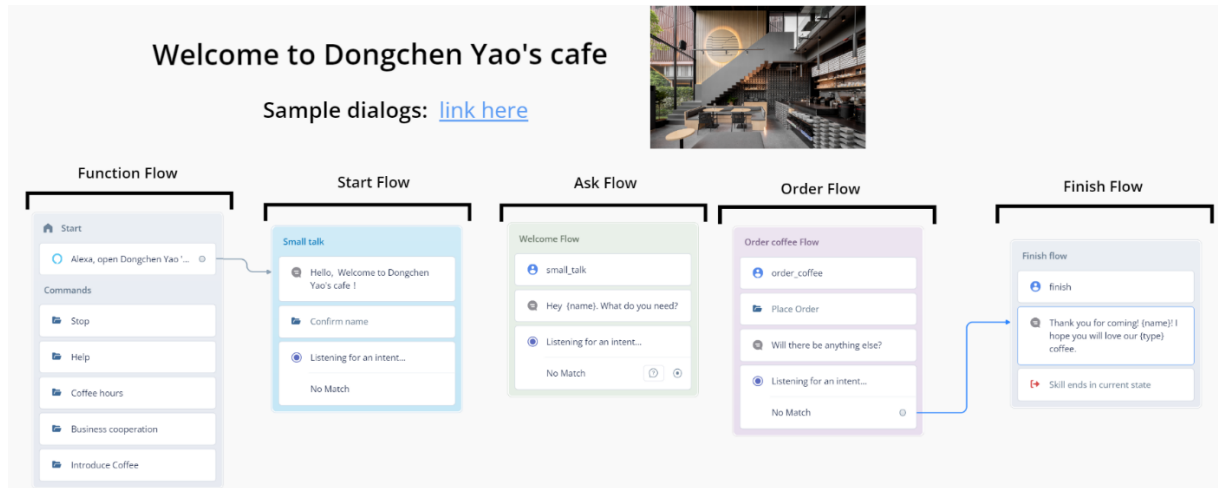 Welcome to Dongchen Yao's cafe
Sample dialogs: link here
Function Flow
Start
Alexa, open Dongchen Yao '...
Commands
Stop
Help
Coffee hours
Business cooperation
Introduce Coffee
Start Flow
Small talk
Hello, Welcome to Dongchen
Yao's cafe !
Confirm name
Listening for an intent...
No Match
Ask Flow
Welcome Flow
small_talk
Hey {name}. What do you need?
Listening for an intent...
No Match
Order Flow
Order coffee Flow
order_coffee
Place Order
Will there be anything else?
Listening for an intent...
No Match
Finish Flow
Finish flow
finish
Thank you for coming! {name}! I
hope you will love our {type}
coffee.
Skill ends in current state